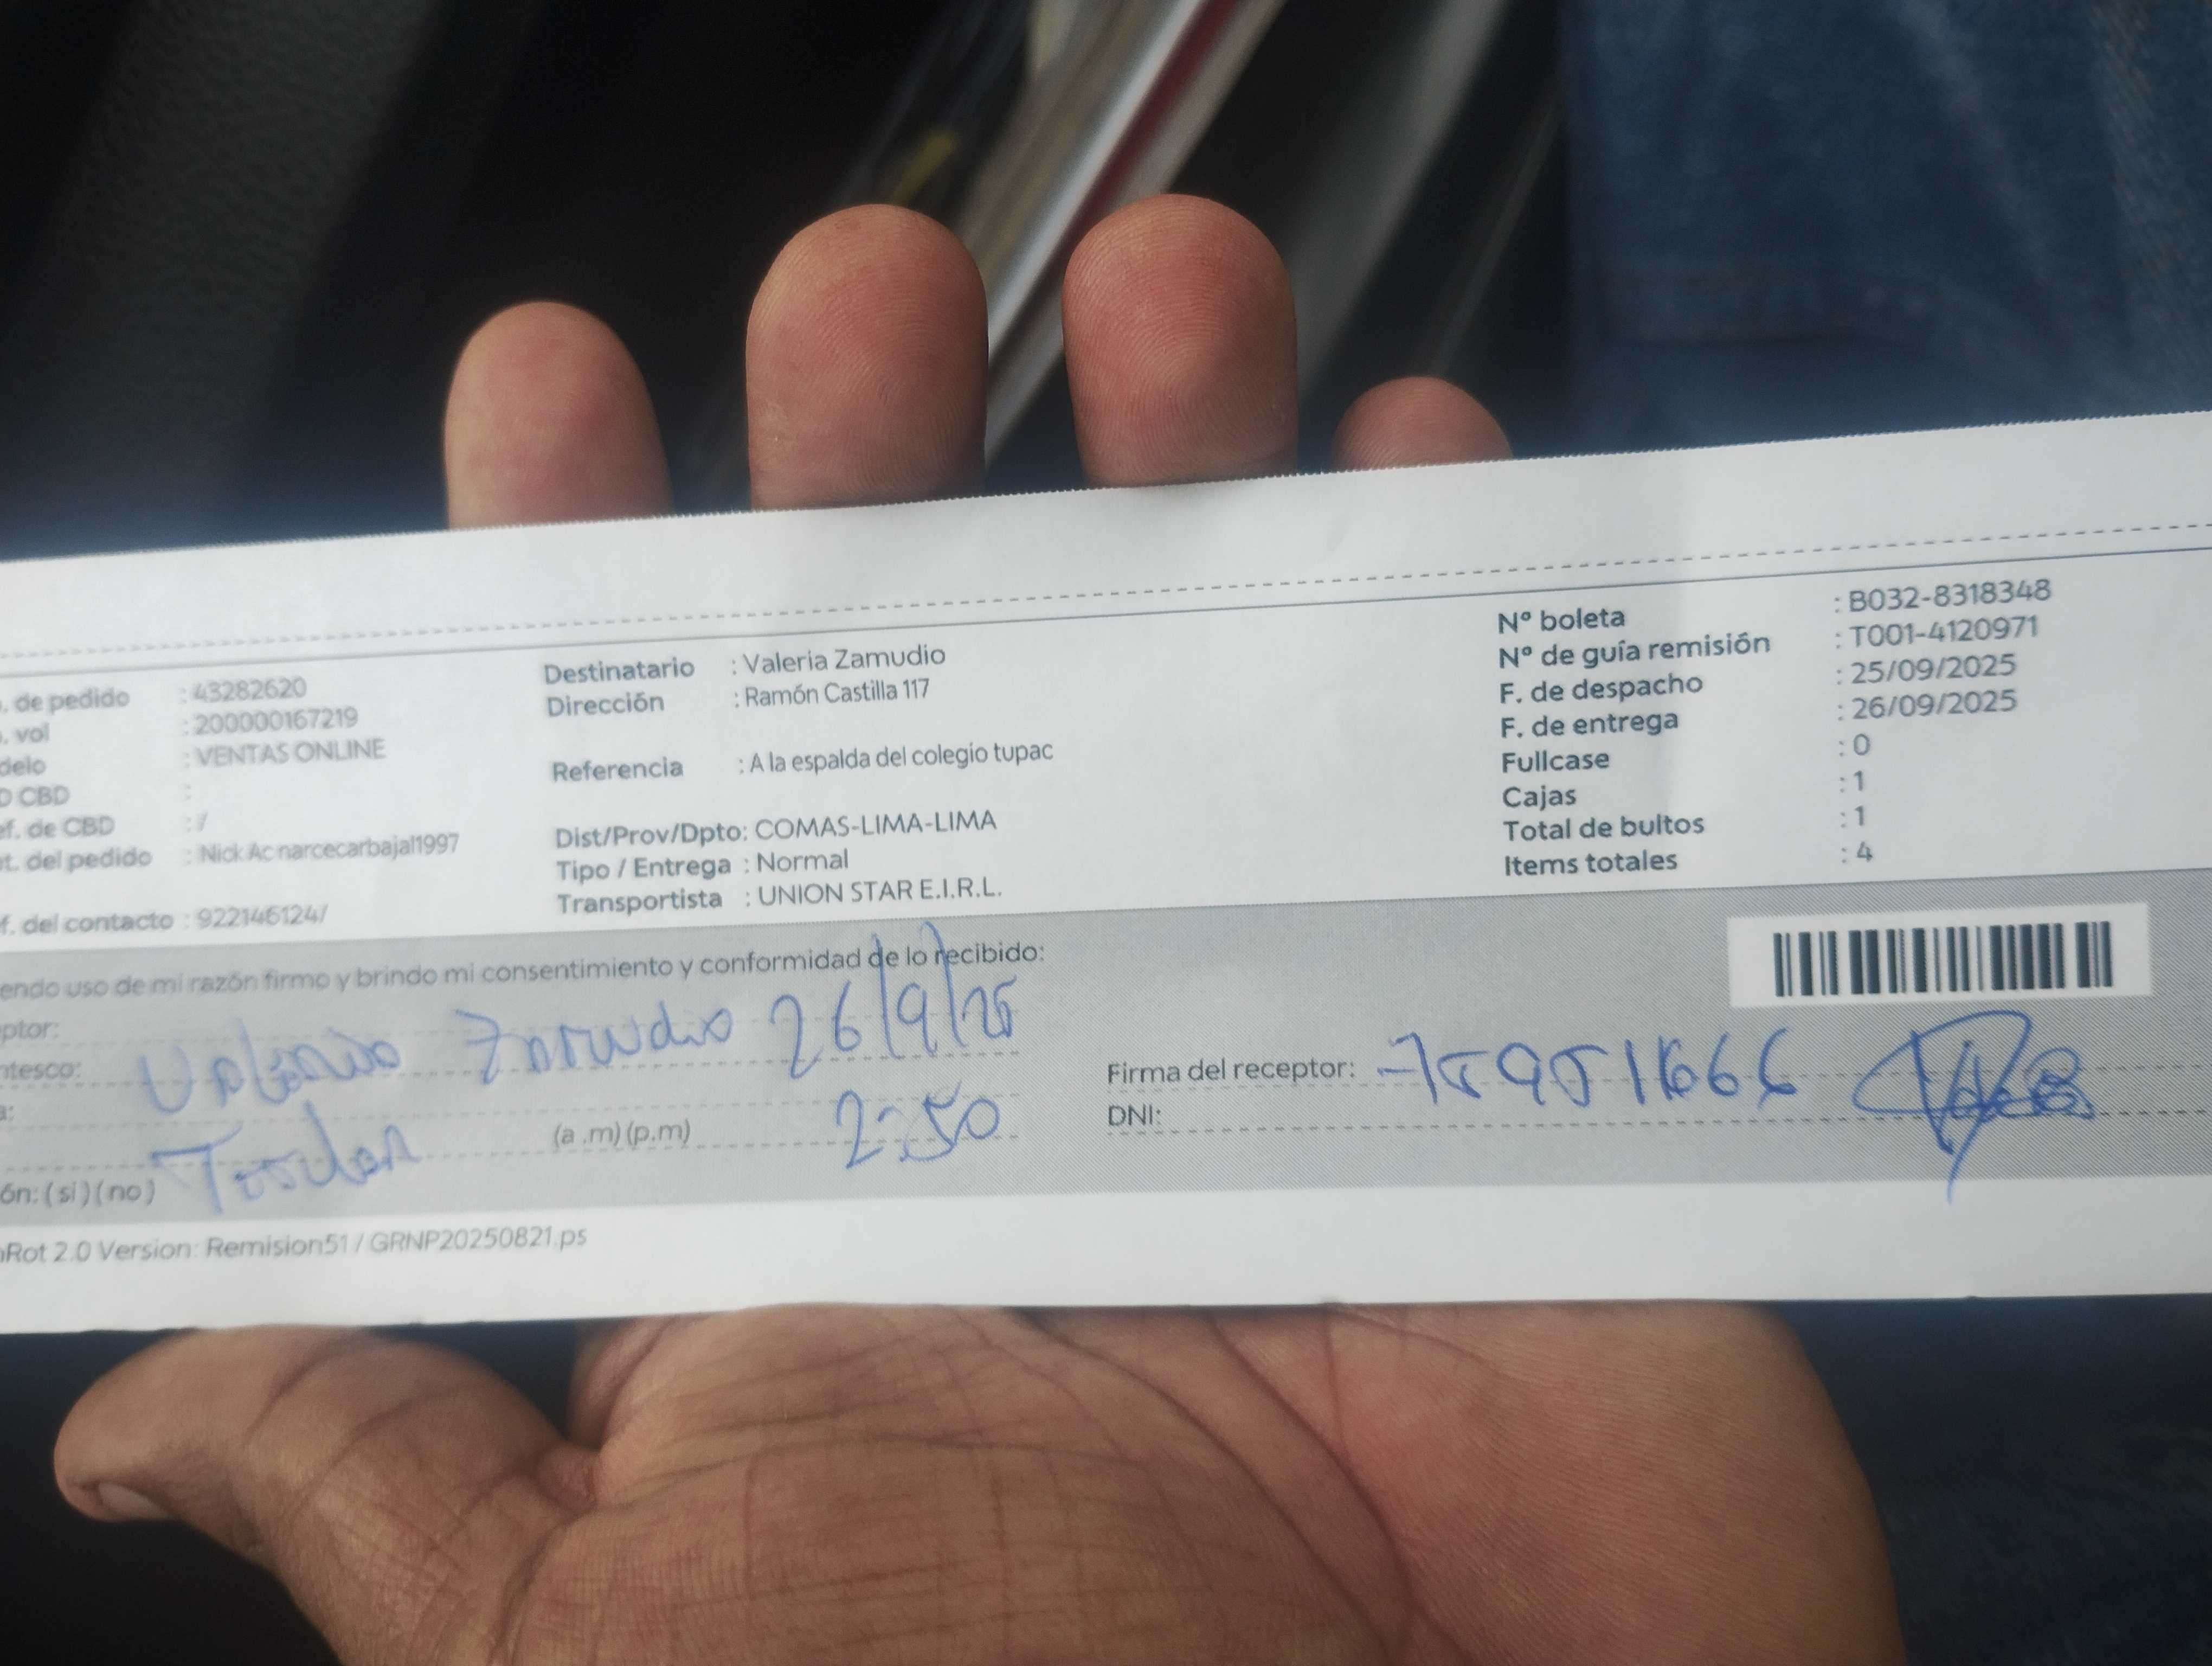 . de pedido : 43282620
. vol : 200000167219
delo : VENTAS ONLINE
D CBD :
ef. de CBD : /
t. del pedido : Nick Ac narcecarbajal1997
f. del contacto : 922146124/
Destinatario : Valeria Zamudio
Dirección : Ramón Castilla 117
Referencia : A la espalda del colegio tupac
Dist/Prov/Dpto: COMAS-LIMA-LIMA
Tipo / Entrega : Normal
Transportista : UNION STAR E.I.R.L.
Nº boleta : B032-8318348
Nº de guía remisión : T001-4120971
F. de despacho : 25/09/2025
F. de entrega : 26/09/2025
Fullcase : 0
Cajas : 1
Total de bultos : 1
Items totales : 4
endo uso de mi razón firmo y brindo mi consentimiento y conformidad de lo recibido:
ptor:
ntesco: Valeria Zamudio 26/9/25
a:
(a .m) (p.m) 2:50
ón: ( si ) ( no )
Firma del receptor:
DNI:
Rot 2.0 Version: Remision51 / GRNP20250821.ps